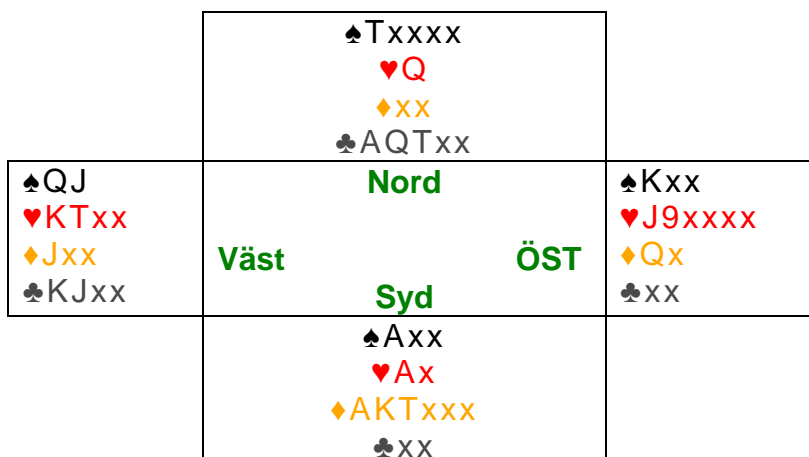 ♠Txxxx
♥Q
♦xx
♣AQTxx
♠QJ Nord ♠Kxx
♥KTxx ♥J9xxxx
♦Jxx Väst ÖST ♦Qx
♣KJxx Syd ♣xx
♠Axx
♥Ax
♦AKTxxx
♣xx